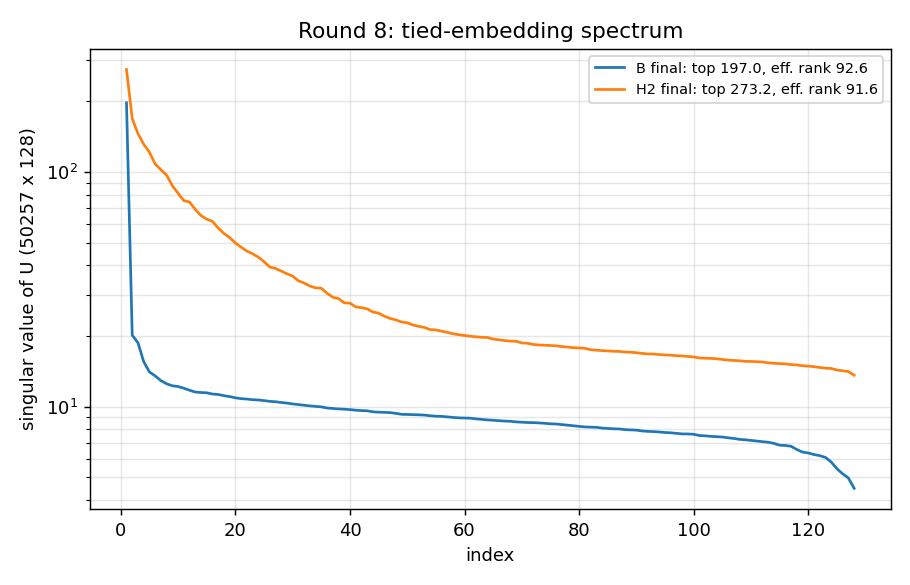 Round 8: tied-embedding spectrum
B final: top 197.0, eff. rank 92.6
H2 final: top 273.2, eff. rank 91.6
singular value of U (50257 x 128)
10²
10¹
0 20 40 60 80 100 120
index